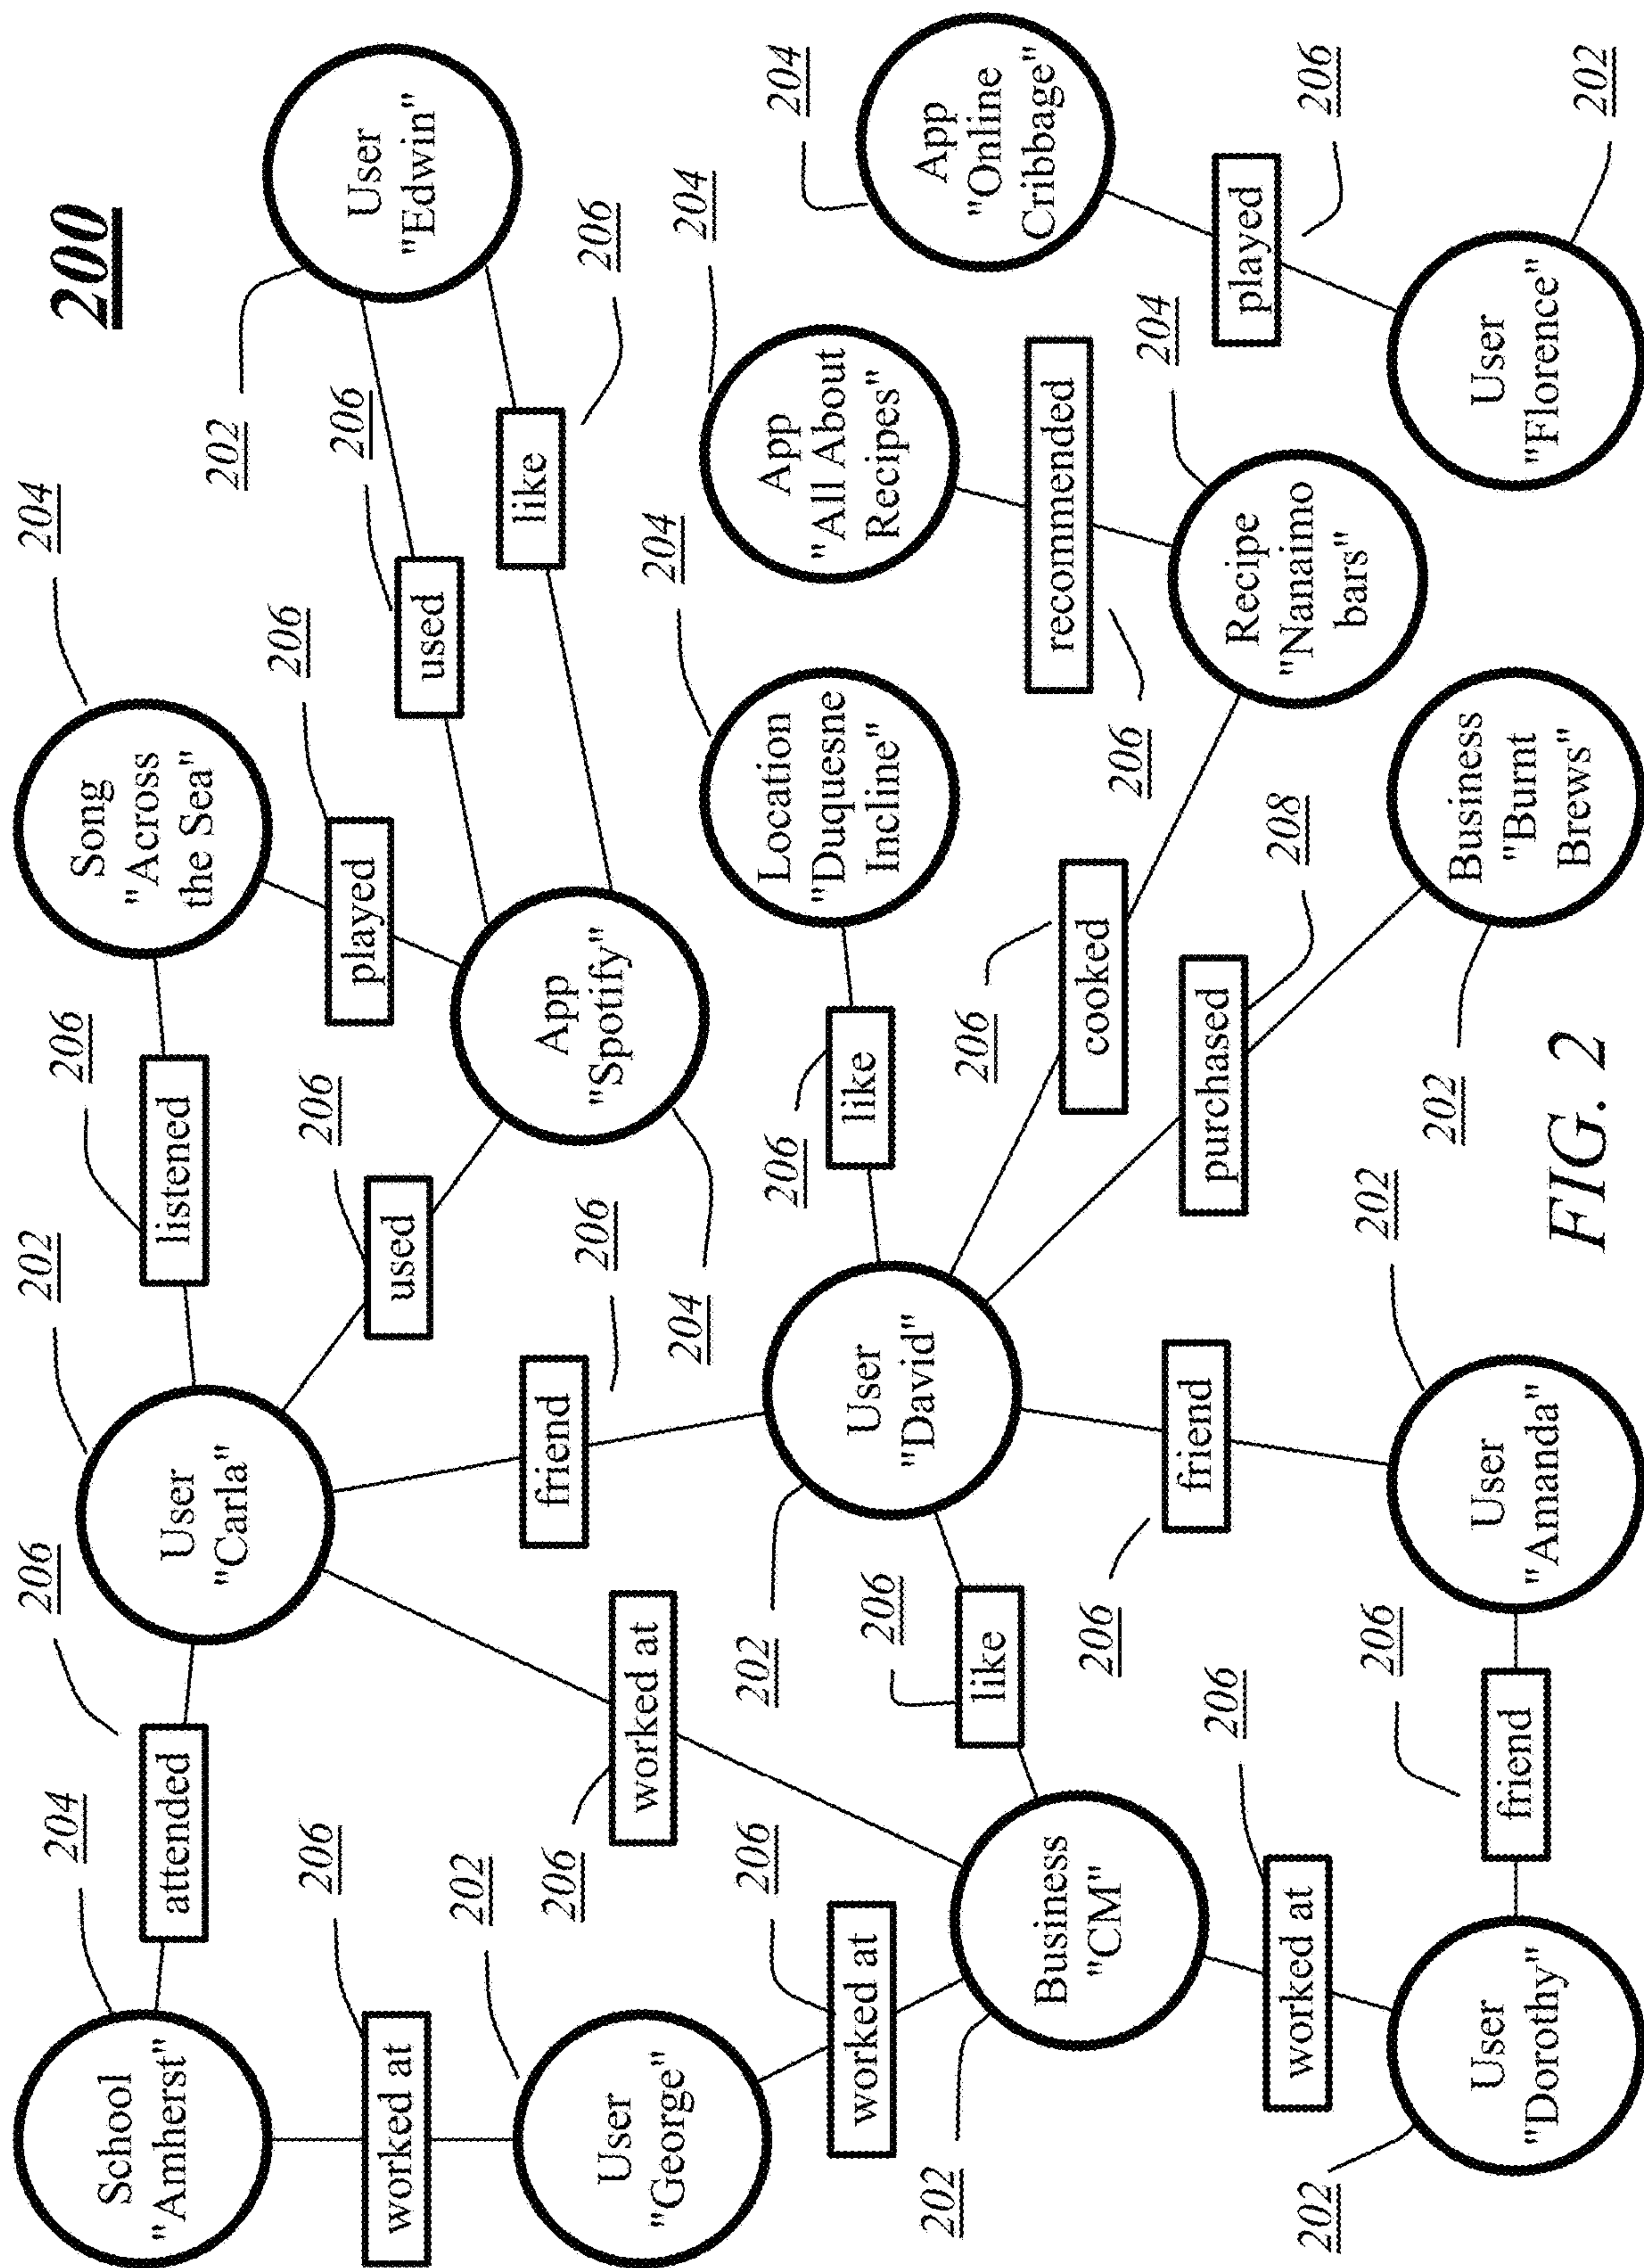 200
School
"Amherst"
204
attended
206
User
"Carla"
202
listened
206
Song
"Across
the Sea"
204
worked at
206
used
206
played
206
User
"Edwin"
202
used
206
like
206
User
"George"
202
worked at
206
friend
206
App
"Spotify"
204
worked at
206
User
"David"
202
like
206
Location
"Duquesne
Incline"
204
App
"All About
Recipes"
204
App
"Online
Cribbage"
204
Business
"CM"
202
like
206
cooked
206
recommended
206
played
206
worked at
206
friend
206
purchased
208
Recipe
"Nanaimo
bars"
204
User
"Dorothy"
202
friend
206
User
"Amanda"
202
Business
"Burnt
Brews"
202
User
"Florence"
202
FIG. 2